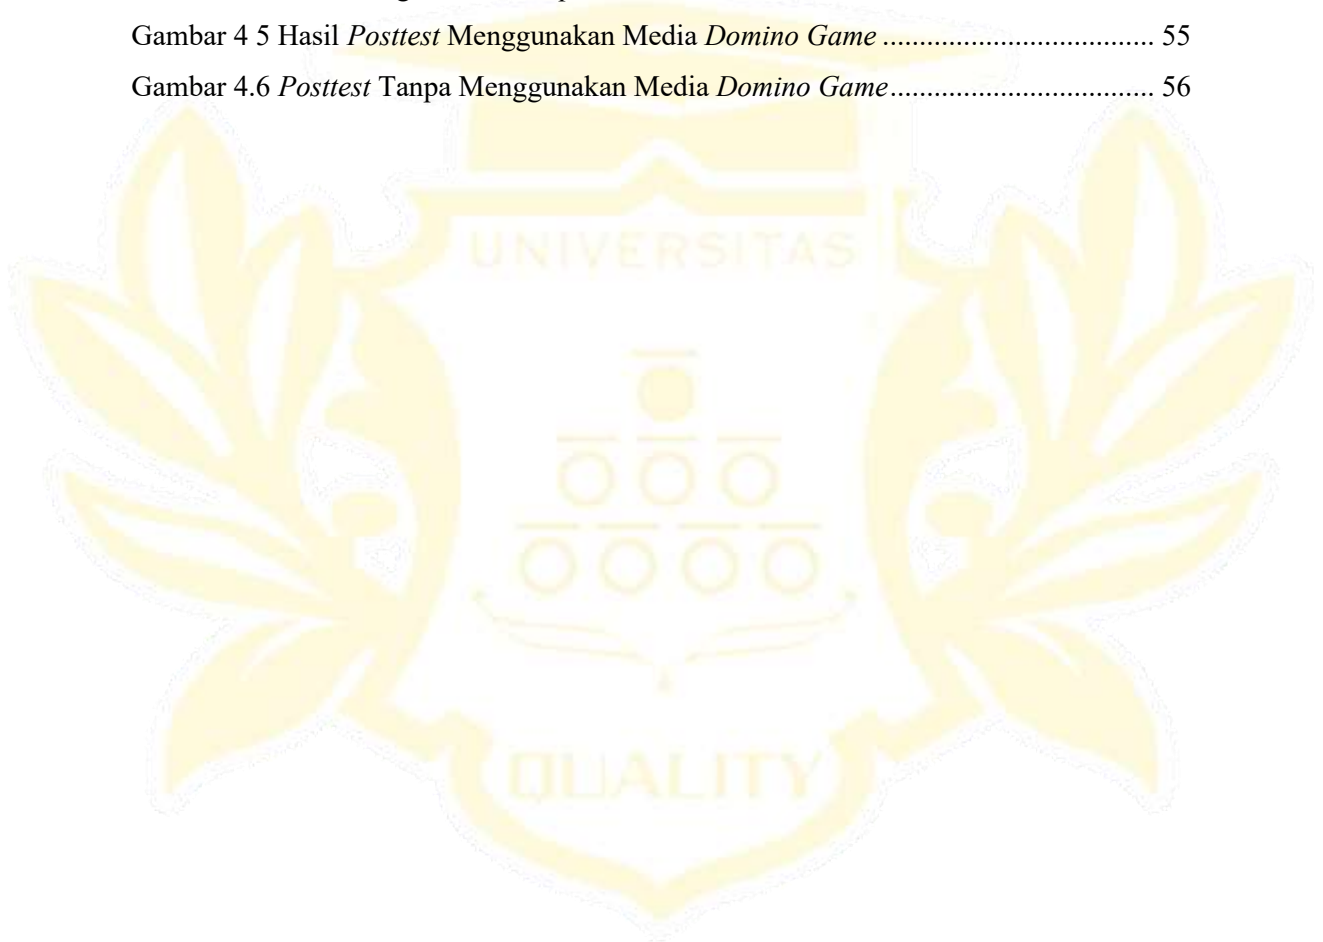 Gambar 4 5 Hasil Posttest Menggunakan Media Domino Game ..................................... 55
Gambar 4.6 Posttest Tanpa Menggunakan Media Domino Game.................................... 56
UNIVERSITAS
QUALITY